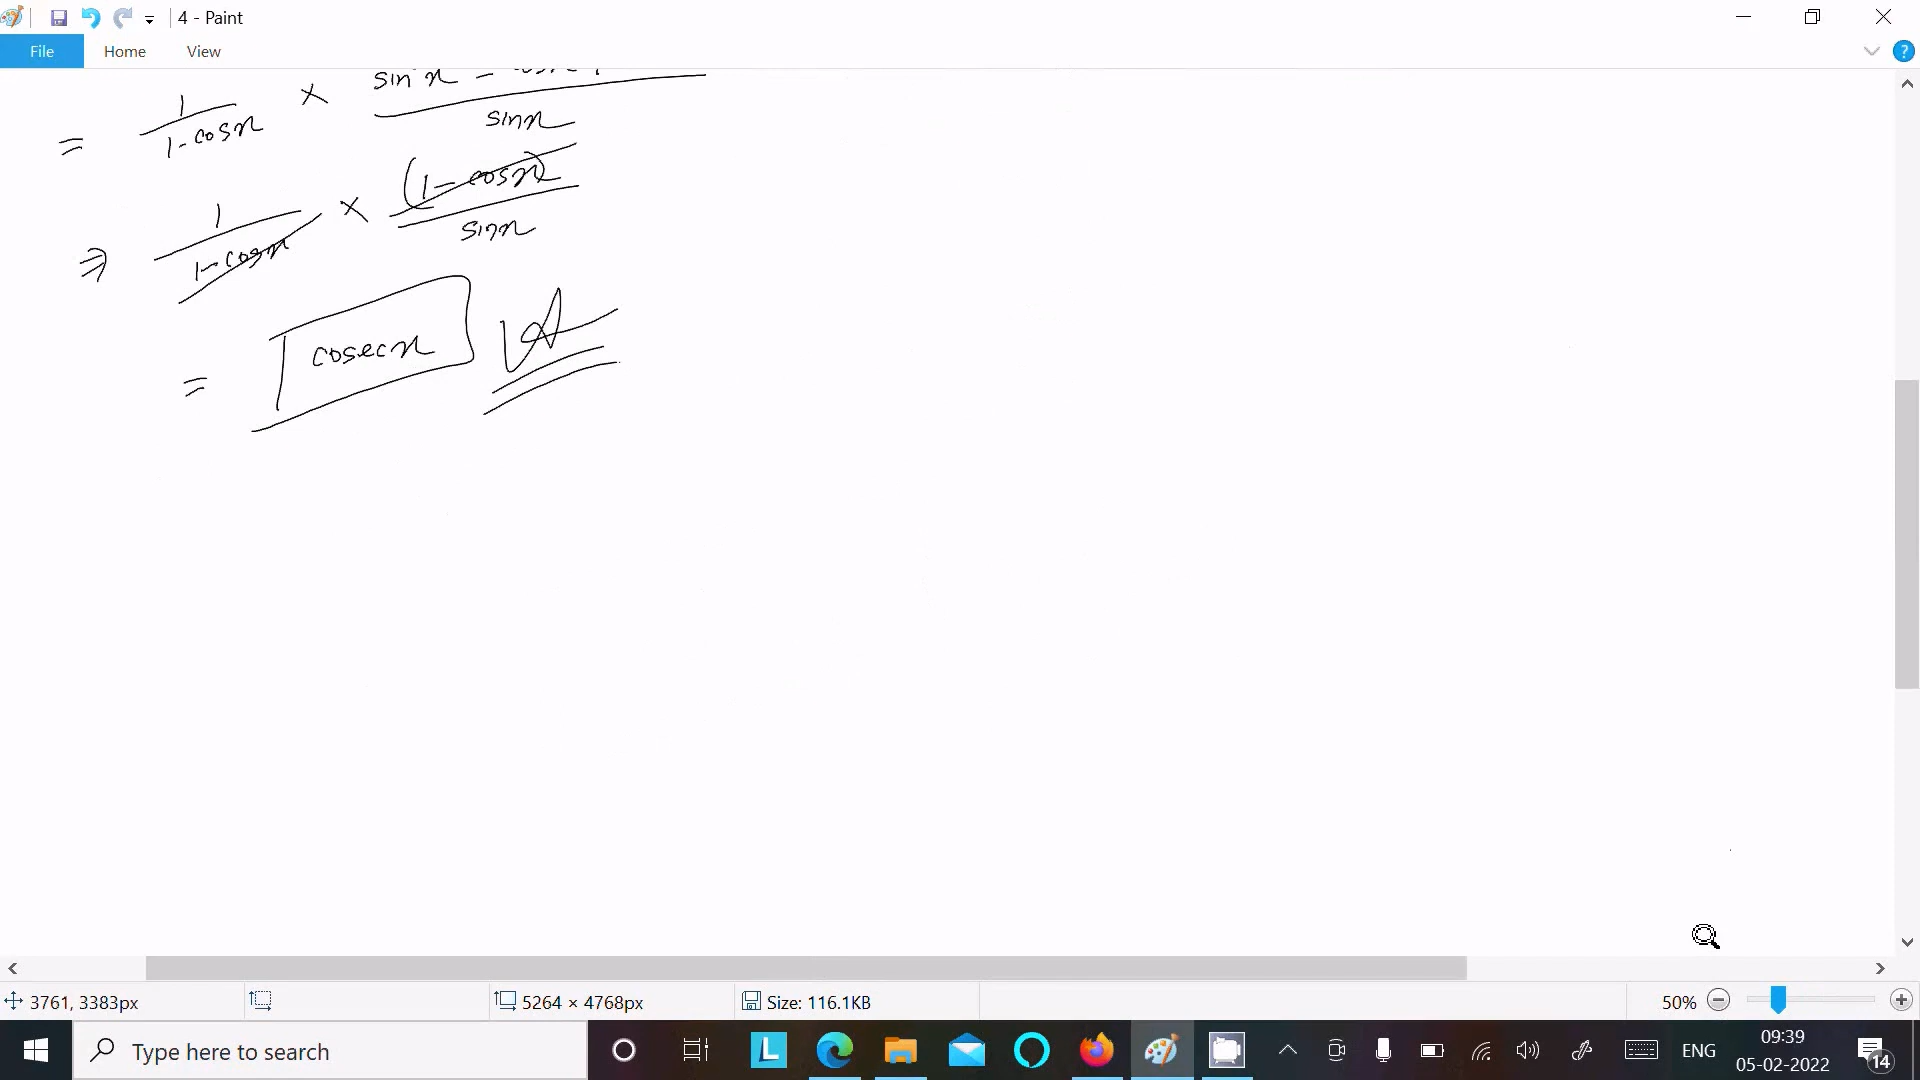 4 - Paint
File Home View
= 1/1-cosx × sin²x - /sinx
⇒ 1/1-cosx × (1-cosx)/sinx
= cosecx
3761, 3383px 5264 × 4768px Size: 116.1KB 50%
Type here to search L ENG 09:39
05-02-2022 14